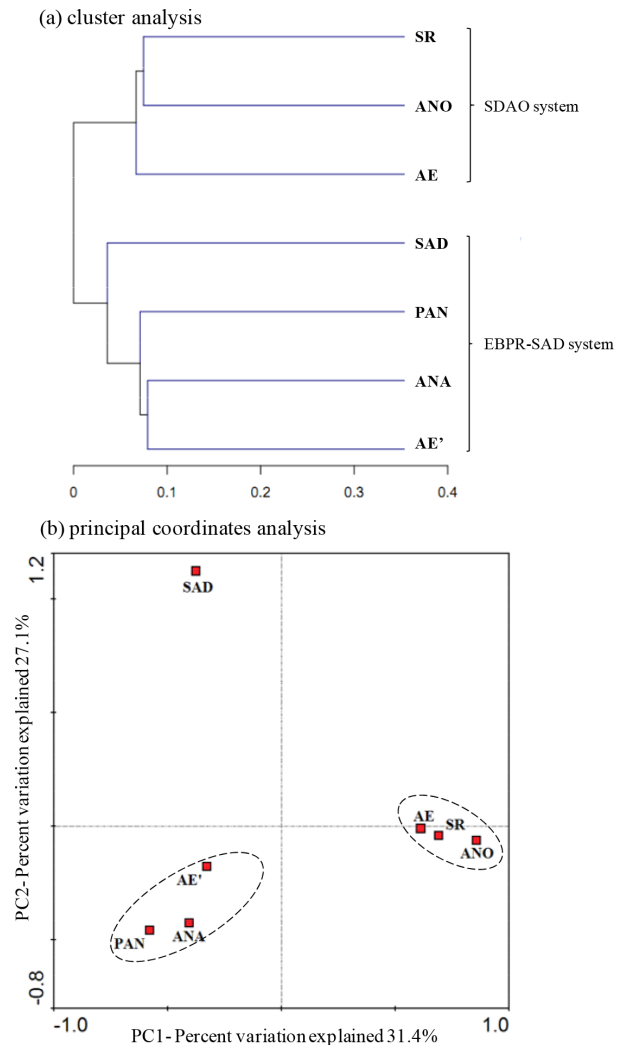 (a) cluster analysis
SR
ANO
SDAO system
AE
SAD
PAN
EBPR-SAD system
ANA
AE’
0 0.1 0.2 0.3 0.4
(b) principal coordinates analysis
1.2
SAD
PC2- Percent variation explained 27.1%
AE
SR
ANO
AE'
PAN
ANA
-0.8
-1.0 1.0
PC1- Percent variation explained 31.4%